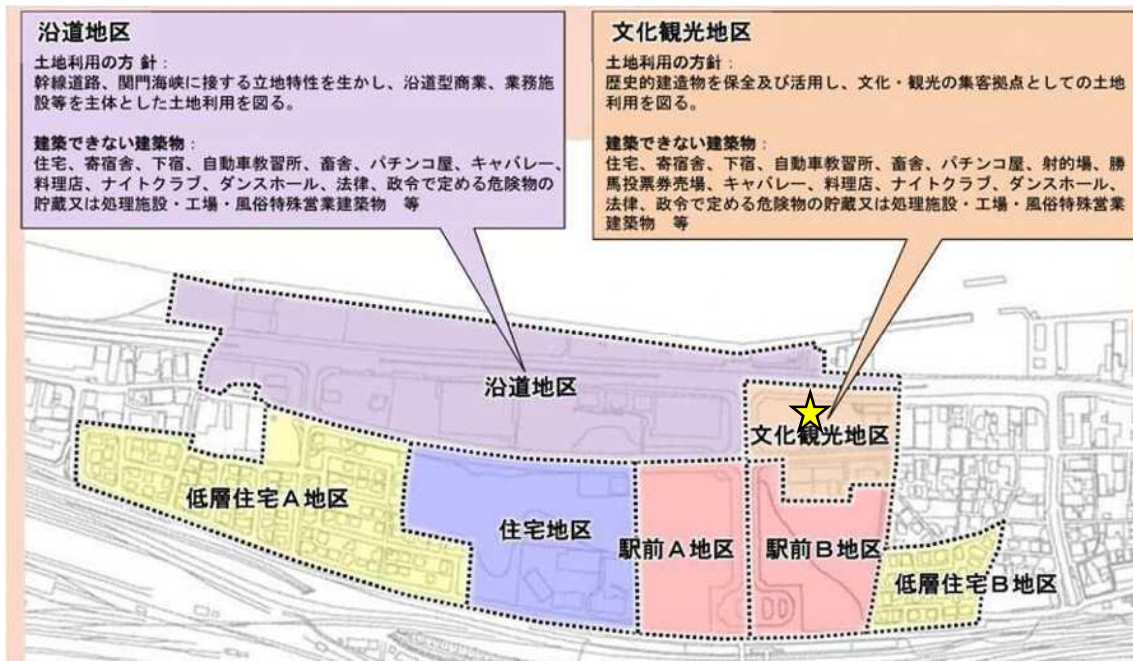 沿道地区
土地利用の方 針：
幹線道路、関門海峡に接する立地特性を生かし、沿道型商業、業務施
設等を主体とした土地利用を図る。
建築できない建築物：
住宅、寄宿舎、下宿、自動車教習所、畜舎、パチンコ屋、キャバレー、
料理店、ナイトクラブ、ダンスホール、法律、政令で定める危険物の
貯蔵又は処理施設・工場・風俗特殊営業建築物　等
文化観光地区
土地利用の方針：
歴史的建造物を保全及び活用し、文化・観光の集客拠点としての土地
利用を図る。
建築できない建築物：
住宅、寄宿舎、下宿、自動車教習所、畜舎、パチンコ屋、射的場、勝
馬投票券売場、キャバレー、料理店、ナイトクラブ、ダンスホール、
法律、政令で定める危険物の貯蔵又は処理施設・工場・風俗特殊営業
建築物　等
沿道地区
文化観光地区
低層住宅A地区
住宅地区
駅前A地区
駅前B地区
低層住宅B地区